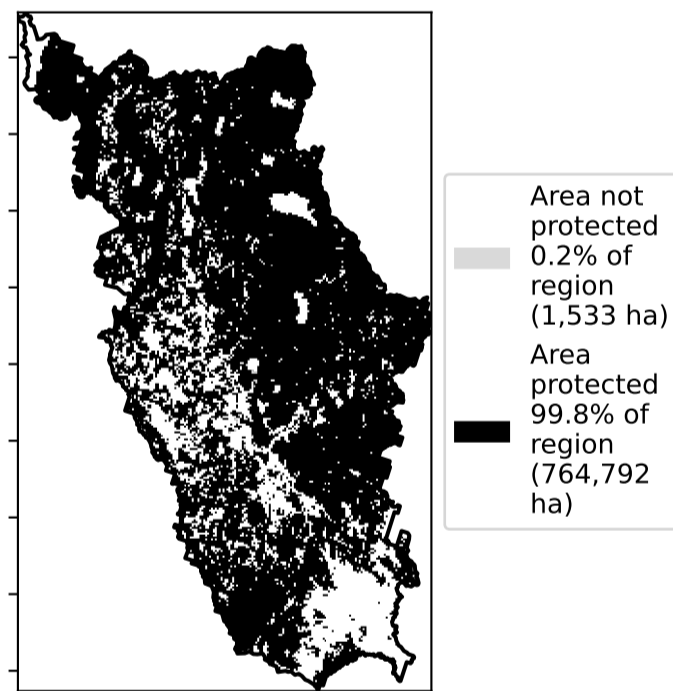 Area not
protected
0.2% of
region
(1,533 ha)
Area
protected
99.8% of
region
(764,792
ha)